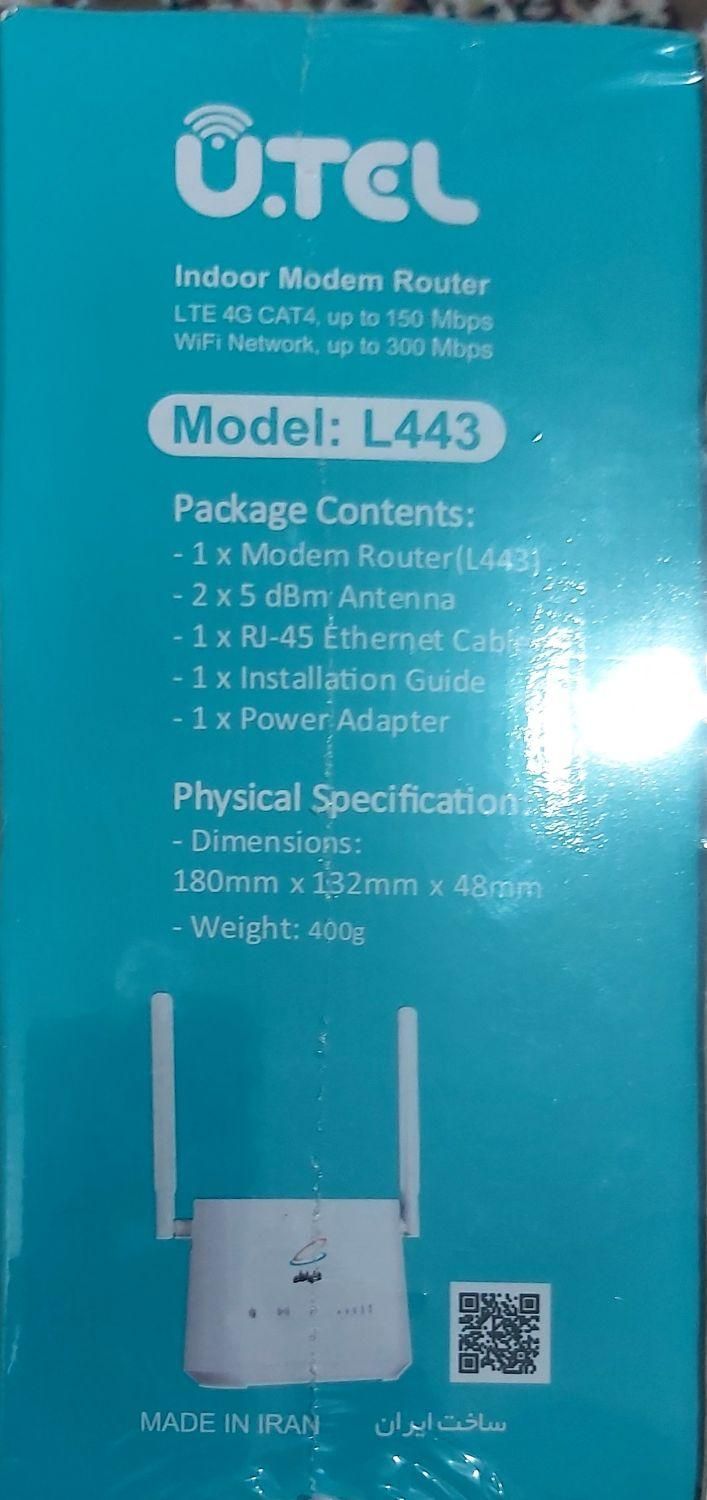 U.TEL
Indoor Modem Router
LTE 4G CAT4, up to 150 Mbps
WiFi Network, up to 300 Mbps
Model: L443
Package Contents:
- 1 x Modem Router(L443)
- 2 x 5 dBm Antenna
- 1 x RJ-45 Ethernet
- 1 x Installation Guide
- 1 x Power Adapter
Physical Specification
- Dimensions:
180mm x 132mm x 48mm
- Weight: 400g
MADE IN IRAN
ساخت ایران